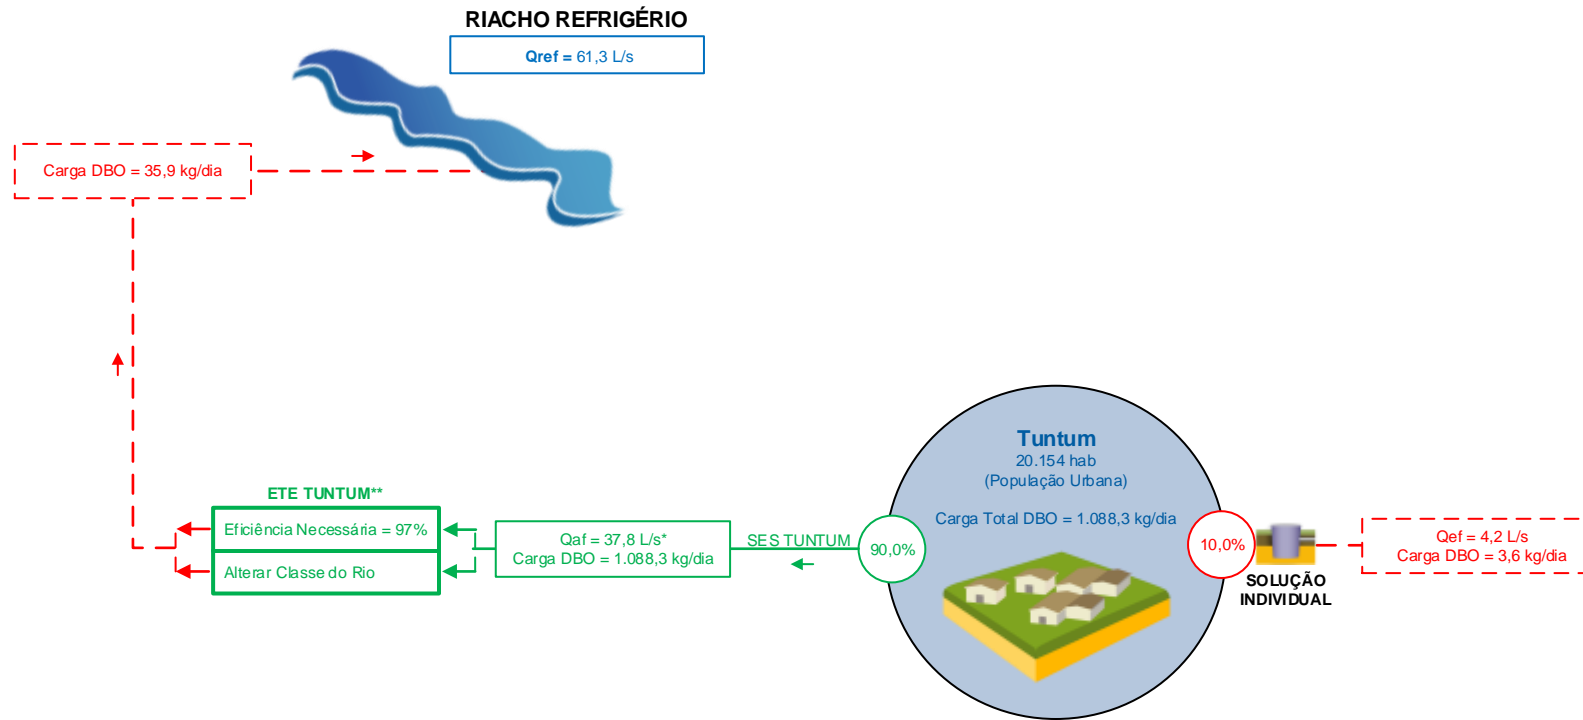 RIACHO REFRIGÉRIO
Qref = 61,3 L/s
Carga DBO = 35,9 kg/dia
Tuntum
20.154 hab
(População Urbana)
Carga Total DBO = 1.088,3 kg/dia
ETE TUNTUM**
Eficiência Necessária = 97%
Alterar Classe do Rio
Qaf = 37,8 L/s*
Carga DBO = 1.088,3 kg/dia
SES TUNTUM
90,0%
10,0%
SOLUÇÃO
INDIVIDUAL
Qef = 4,2 L/s
Carga DBO = 3,6 kg/dia